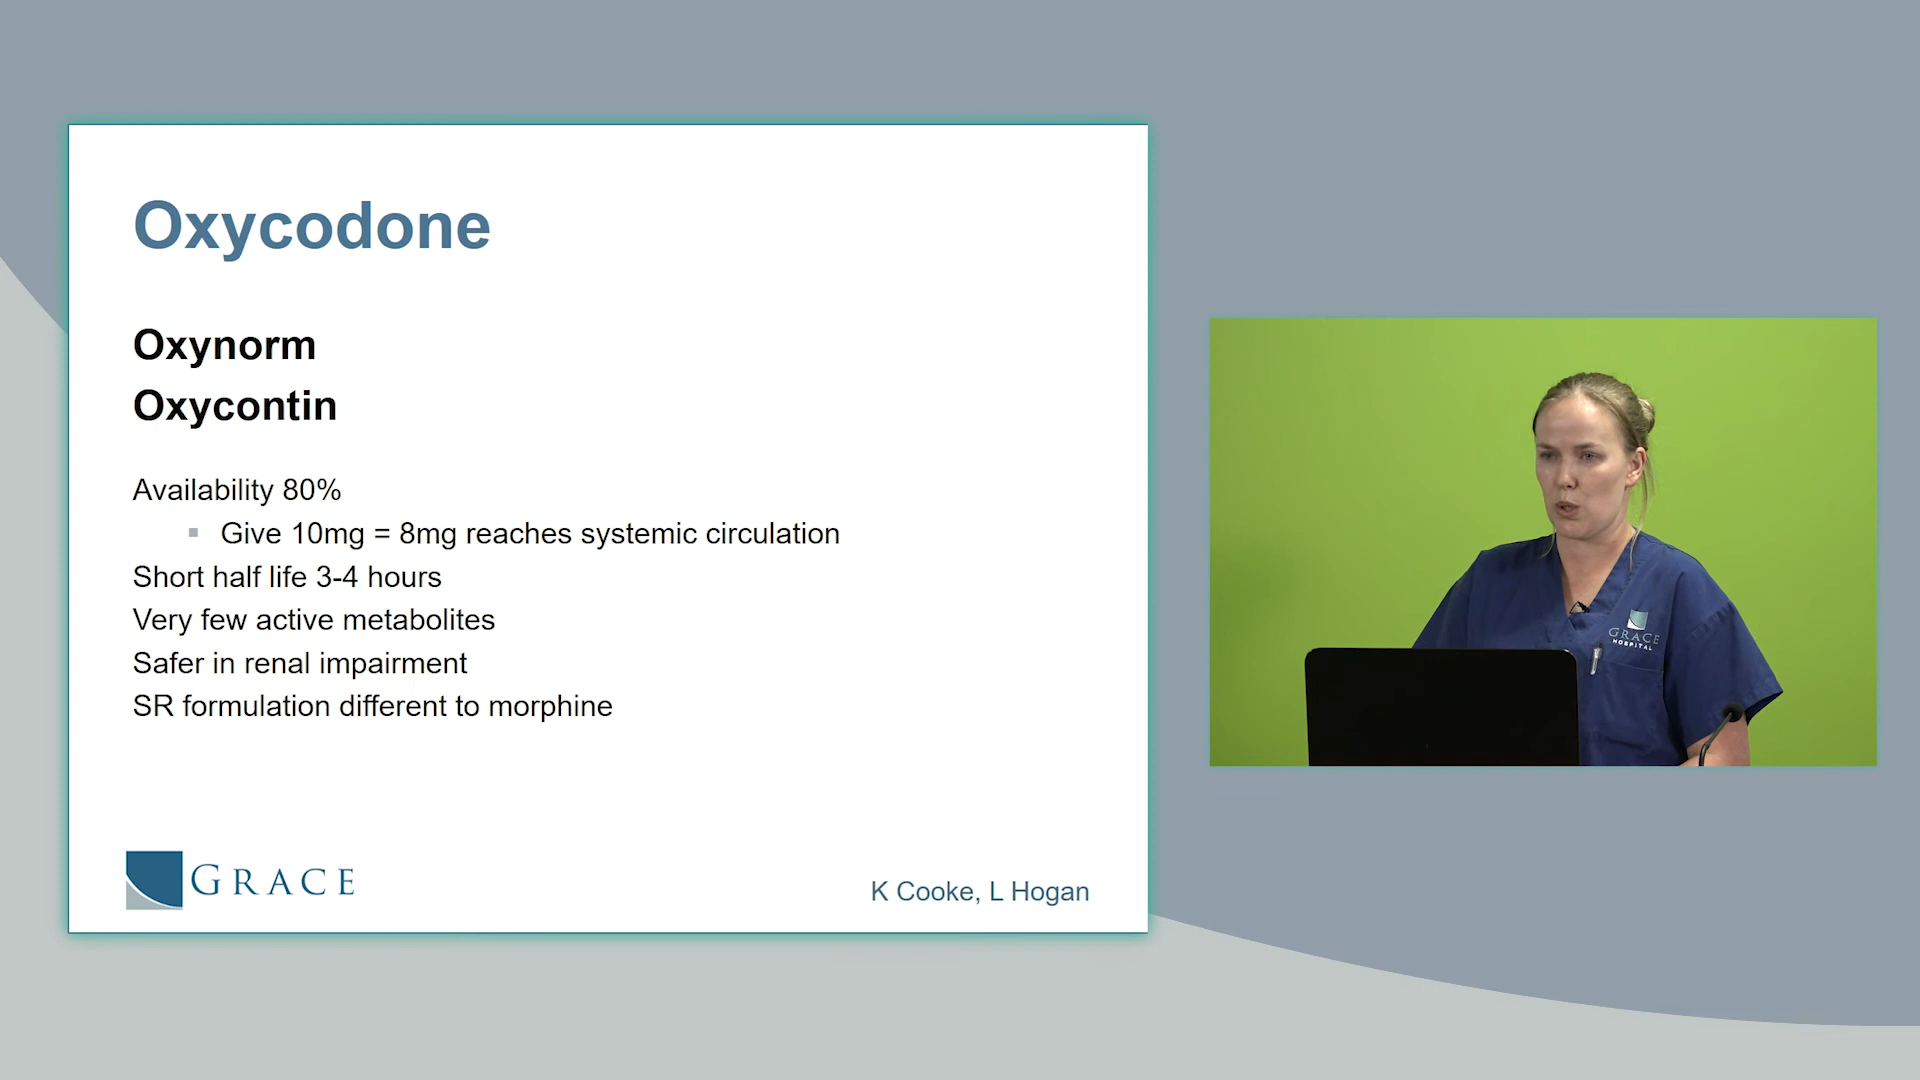 Oxycodone
Oxynorm
Oxycontin
Availability 80%
▪ Give 10mg = 8mg reaches systemic circulation
Short half life 3-4 hours
Very few active metabolites
Safer in renal impairment
SR formulation different to morphine
GRACE
K Cooke, L Hogan
GRACE
HOSPITAL